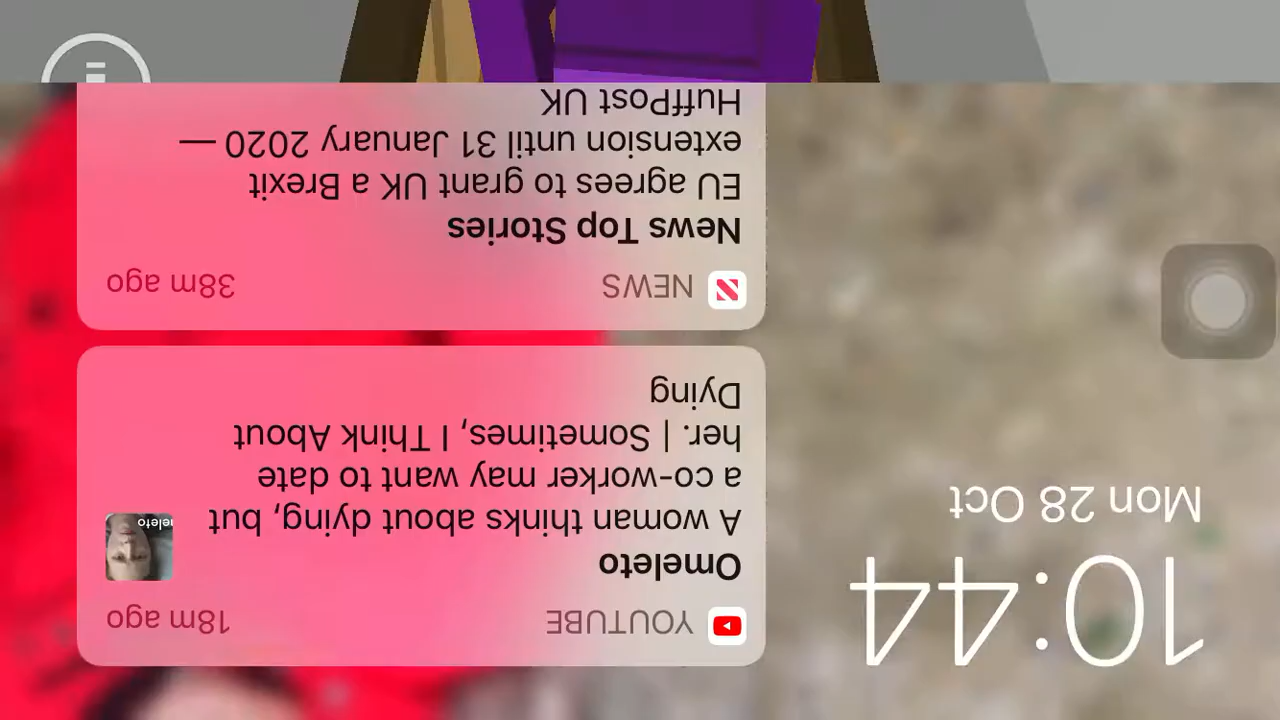 10:44
Mon 28 Oct
YOUTUBE
18m ago
Omeleto
A woman thinks about dying, but
a co-worker may want to date
her. | Sometimes, I Think About
Dying
NEWS
38m ago
News Top Stories
EU agrees to grant UK a Brexit
extension until 31 January 2020 —
HuffPost UK